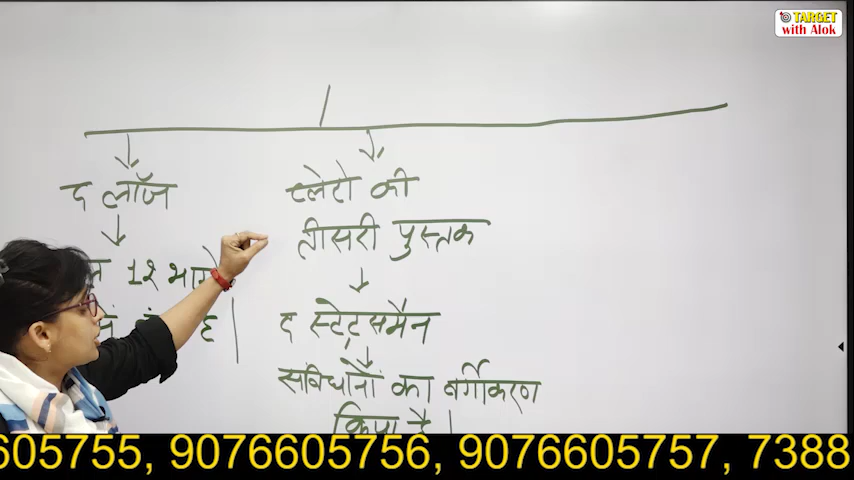 TARGET
with Alok
द लॉज
12 भागो
प्लेटो की
तीसरी पुस्तक
द स्टेट्समैन
संविधानों का वर्गीकरण
किया है |
605755, 9076605756, 9076605757, 7388